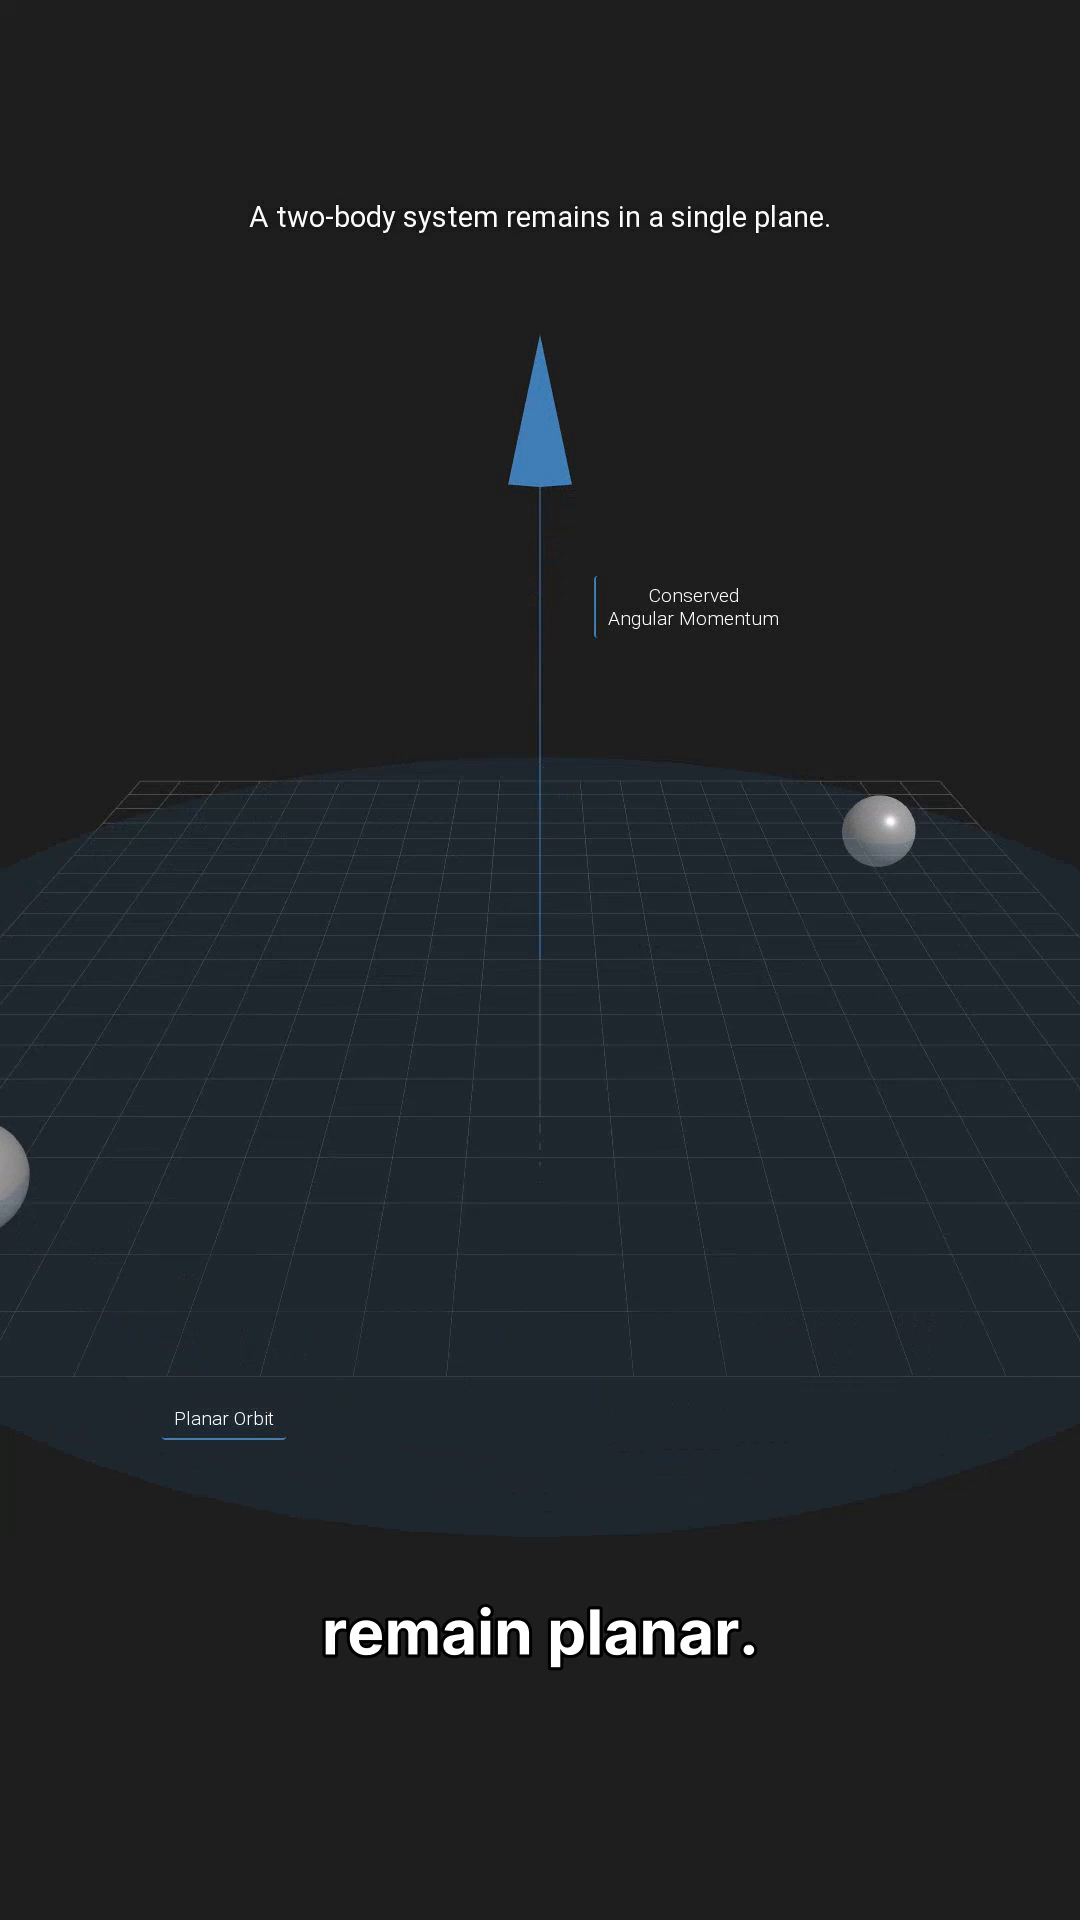 A two-body system remains in a single plane.
Conserved
Angular Momentum
Planar Orbit
remain planar.